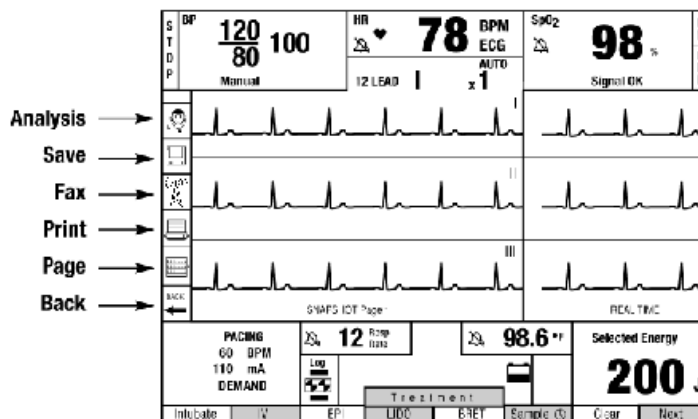 S
T
D
P
BP
120
80
100
Manual
HR
78 BPM
ECG
AUTO
12 LEAD I x1
SpO2
98 %
Signal OK
Analysis
Save
Fax
Print
Page
Back
BACK
I
II
III
SNAPSHOT Page
REAL TIME
PACING
60 BPM
110 mA
DEMAND
12 Resp
Rate
98.6 °F
Log
Selected Energy
200
Treatment
Intubate IV EPI LIDO BRET Sample Clear Next